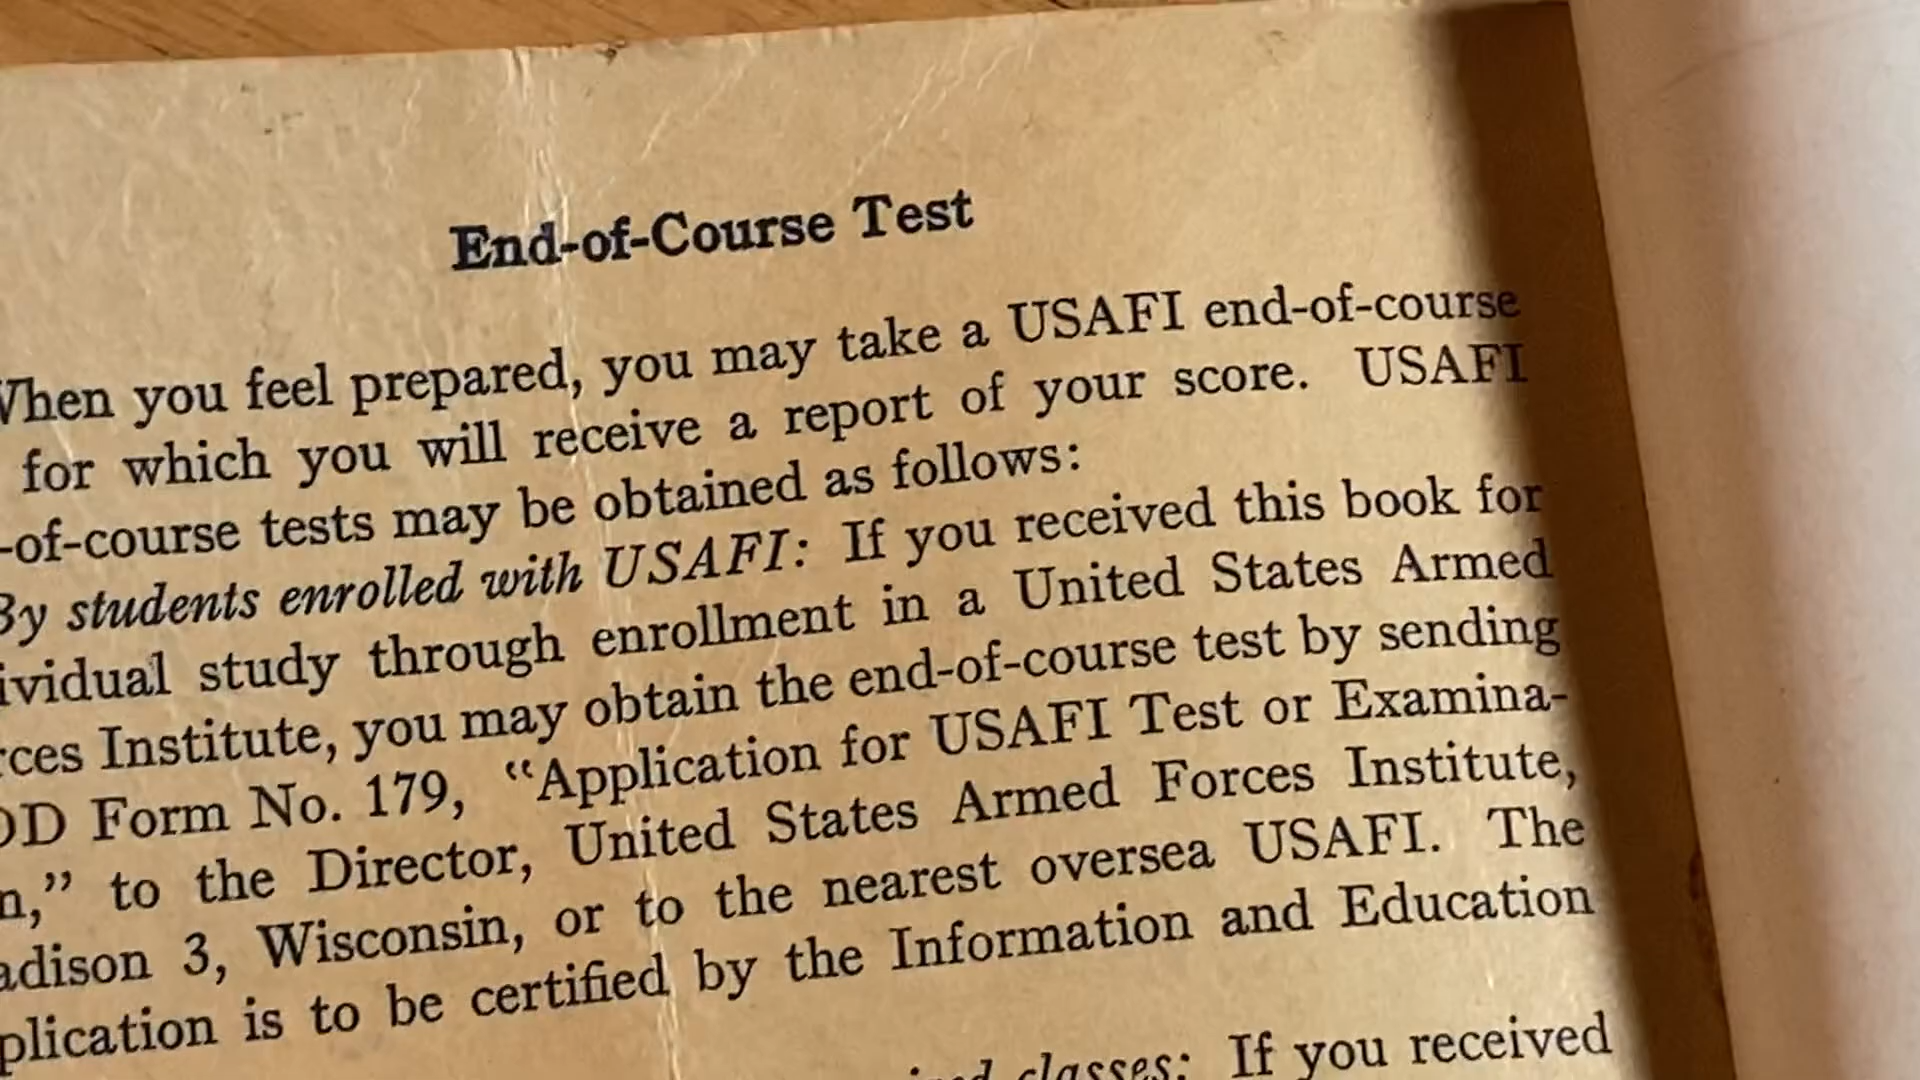 End-of-Course Test
When you feel prepared, you may take a USAFI end-of-course
for which you will receive a report of your score. USAFI
-of-course tests may be obtained as follows:
By students enrolled with USAFI: If you received this book for
ividual study through enrollment in a United States Armed
rces Institute, you may obtain the end-of-course test by sending
DD Form No. 179, “Application for USAFI Test or Examina-
n,” to the Director, United States Armed Forces Institute,
adison 3, Wisconsin, or to the nearest oversea USAFI. The
plication is to be certified by the Information and Education
classes: If you received